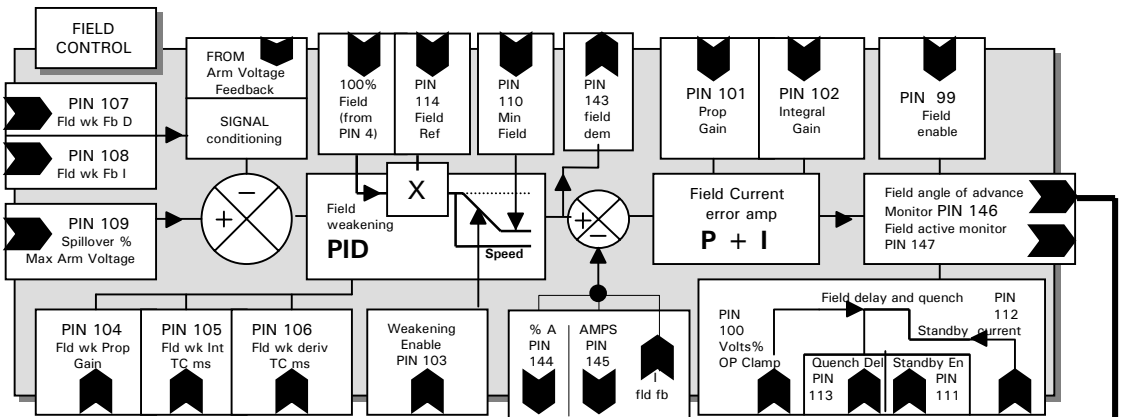 FIELD
CONTROL
FROM
Arm Voltage
Feedback
SIGNAL
conditioning
100%
Field
(from
PIN 4)
PIN
114
Field
Ref
PIN
110
Min
Field
PIN
143
field
dem
PIN 101
Prop
Gain
PIN 102
Integral
Gain
PIN 99
Field
enable
PIN 107
Fld wk Fb D
PIN 108
Fld wk Fb I
PIN 109
Spillover %
Max Arm Voltage
+ −
Field
weakening
PID
X
Speed
+
−
Field Current
error amp
P + I
Field angle of advance
Monitor PIN 146
Field active monitor
PIN 147
PIN 104
Fld wk Prop
Gain
PIN 105
Fld wk Int
TC ms
PIN 106
Fld wk deriv
TC ms
Weakening
Enable
PIN 103
% A
PIN
144
AMPS
PIN
145
I
fld fb
Field delay and quench
PIN
100
Volts%
OP Clamp
PIN
112
Standby current
Quench Del
PIN
113
Standby En
PIN
111